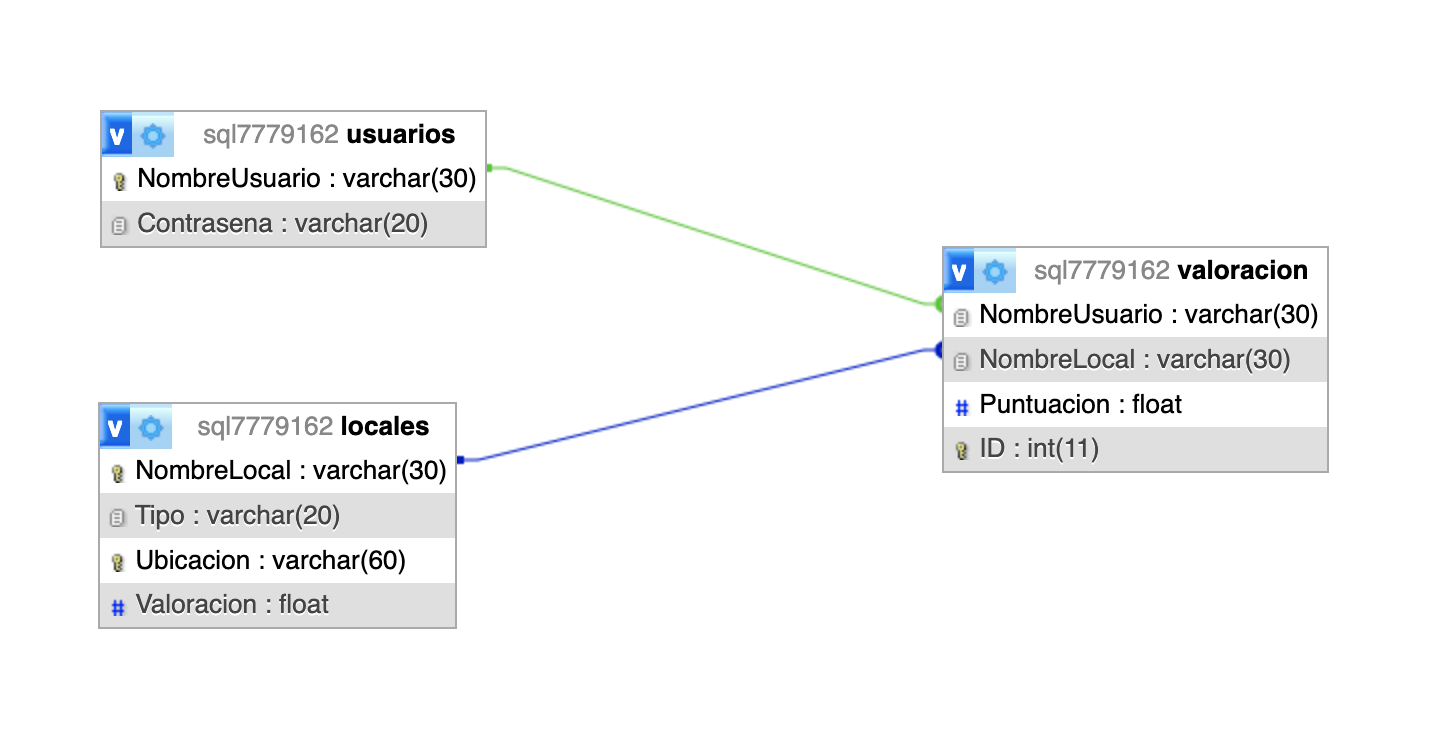 v sql7779162 usuarios
NombreUsuario : varchar(30)
Contrasena : varchar(20)
v sql7779162 valoracion
NombreUsuario : varchar(30)
NombreLocal : varchar(30)
# Puntuacion : float
ID : int(11)
v sql7779162 locales
NombreLocal : varchar(30)
Tipo : varchar(20)
Ubicacion : varchar(60)
# Valoracion : float